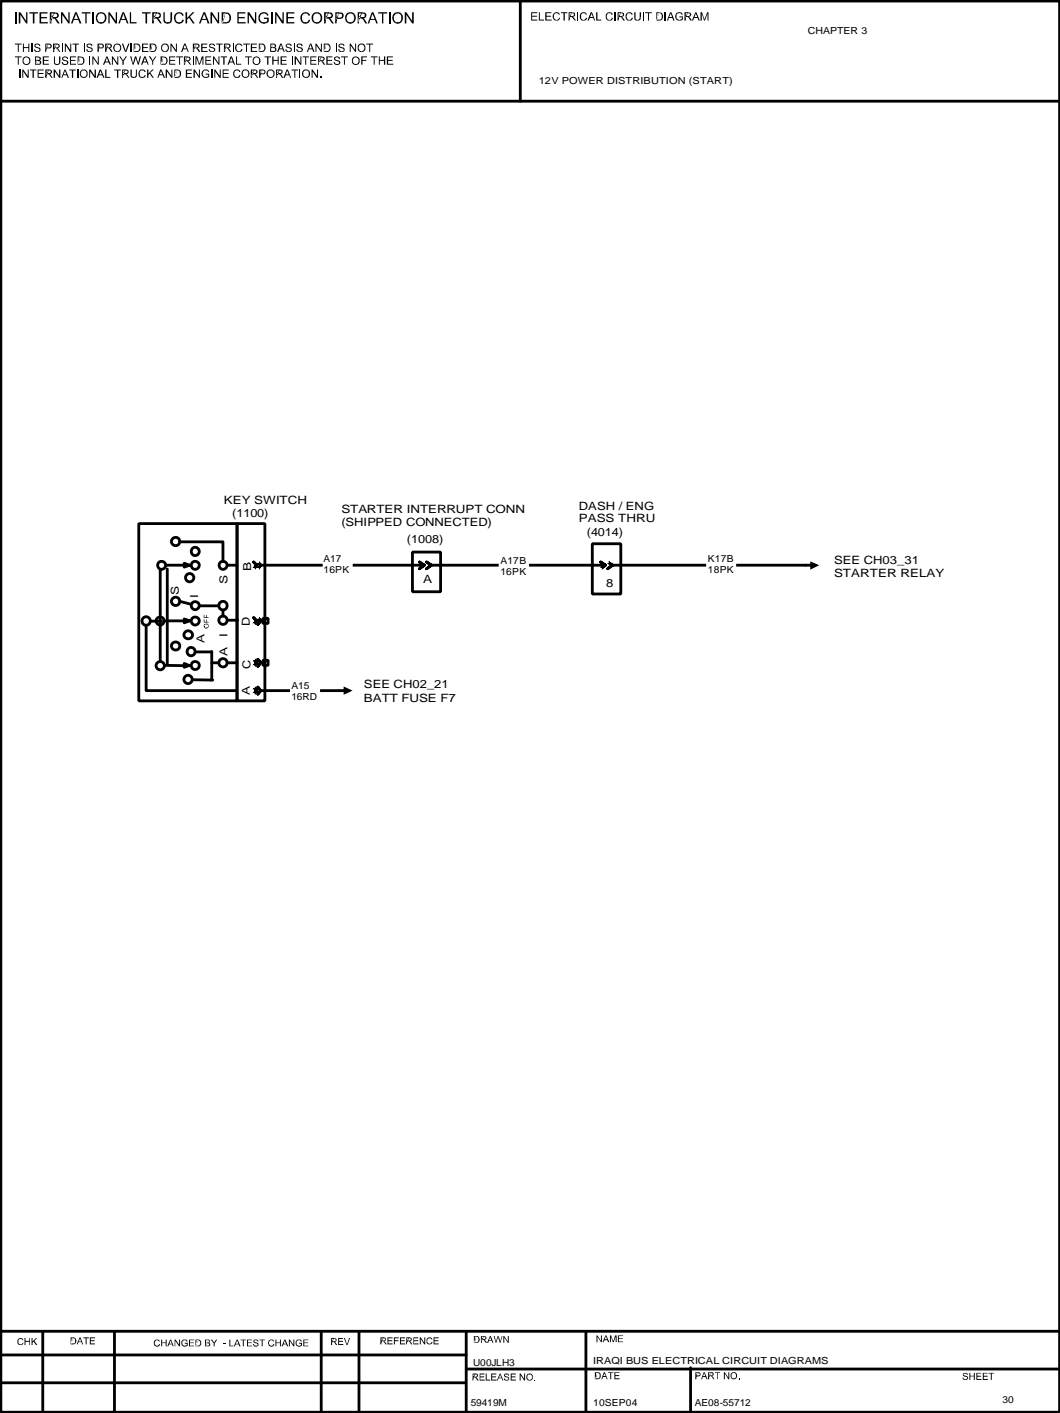 INTERNATIONAL TRUCK AND ENGINE CORPORATION
THIS PRINT IS PROVIDED ON A RESTRICTED BASIS AND IS NOT
TO BE USED IN ANY WAY DETRIMENTAL TO THE INTEREST OF THE
INTERNATIONAL TRUCK AND ENGINE CORPORATION.
ELECTRICAL CIRCUIT DIAGRAM
CHAPTER 3
12V POWER DISTRIBUTION (START)
KEY SWITCH
(1100)
S
B
S
I
OFF
A
I
D
A
C
A
A17
16PK
STARTER INTERRUPT CONN
(SHIPPED CONNECTED)
(1008)
A
A17B
16PK
DASH / ENG
PASS THRU
(4014)
8
K17B
18PK
SEE CH03_31
STARTER RELAY
A15
16RD
SEE CH02_21
BATT FUSE F7
CHK DATE CHANGED BY - LATEST CHANGE REV REFERENCE
DRAWN
U00JLH3
NAME
IRAQI BUS ELECTRICAL CIRCUIT DIAGRAMS
RELEASE NO.
59419M
DATE
10SEP04
PART NO.
AE08-55712
SHEET
30